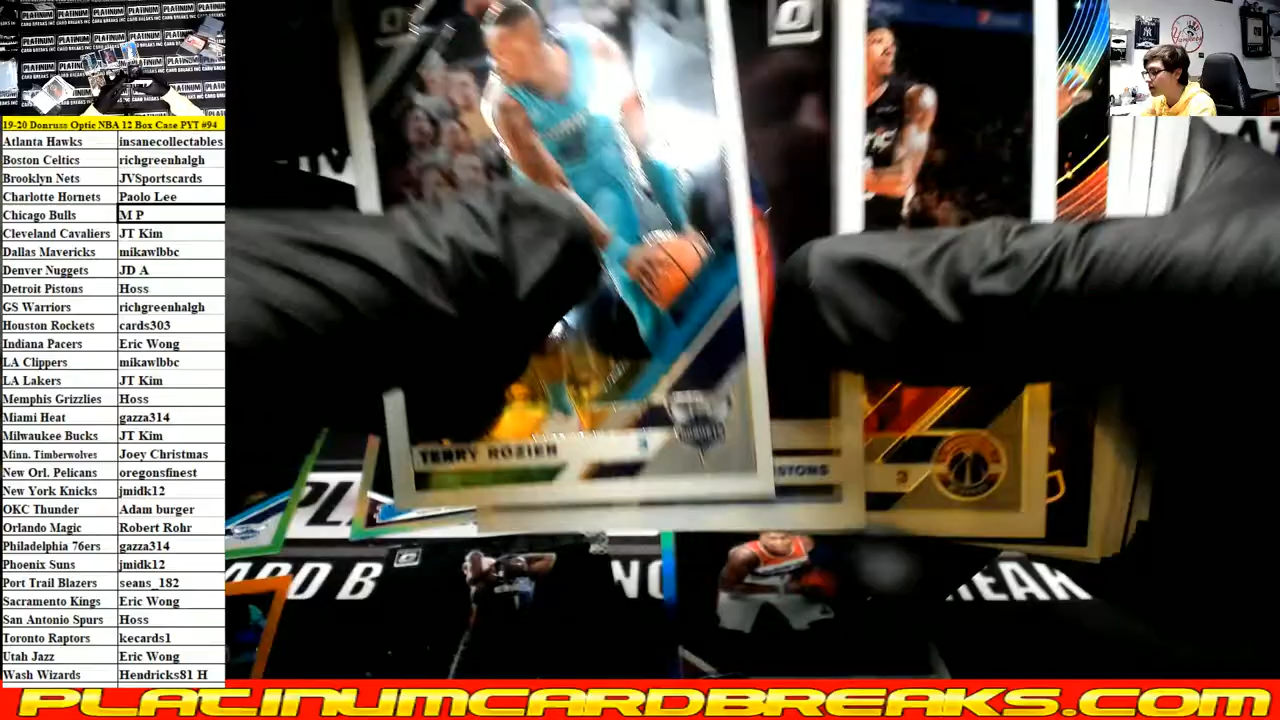 19-20 Donruss Optic NBA 12 Box Case PYT #94
Atlanta Hawks insanecollectables
Boston Celtics richgreenhalgh
Brooklyn Nets JVSportscards
Charlotte Hornets Paolo Lee
Chicago Bulls M P
Cleveland Cavaliers JT Kim
Dallas Mavericks mikawlbbc
Denver Nuggets JD A
Detroit Pistons Hoss
GS Warriors richgreenhalgh
Houston Rockets cards303
Indiana Pacers Eric Wong
LA Clippers mikawlbbc
LA Lakers JT Kim
Memphis Grizzlies Hoss
Miami Heat gazza314
Milwaukee Bucks JT Kim
Minn. Timberwolves Joey Christmas
New Orl. Pelicans oregonsfinest
New York Knicks jmidk12
OKC Thunder Adam burger
Orlando Magic Robert Rohr
Philadelphia 76ers gazza314
Phoenix Suns jmidk12
Port Trail Blazers seans_182
Sacramento Kings Eric Wong
San Antonio Spurs Hoss
Toronto Raptors kecards1
Utah Jazz Eric Wong
Wash Wizards Hendricks81 H
TERRY ROZIER
ISTONS
3
PL
ARD B
NC
REAK
PLATINUMCARDBREAKS.COM